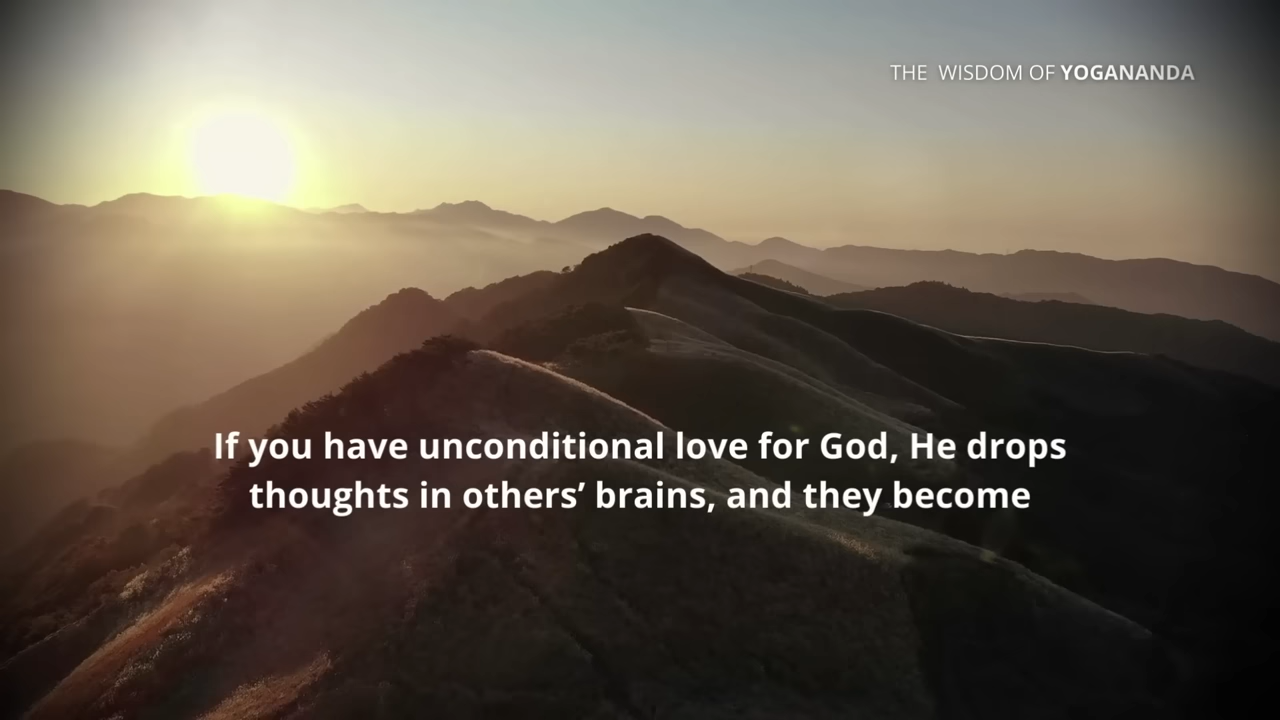 THE WISDOM OF YOGANANDA
If you have unconditional love for God, He drops
thoughts in others’ brains, and they become